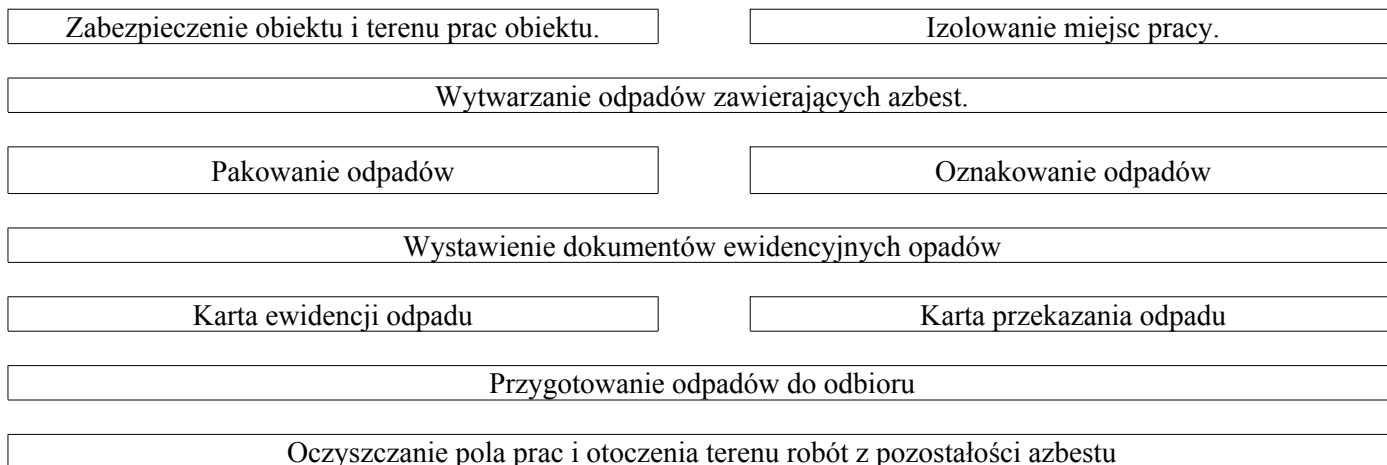 Zabezpieczenie obiektu i terenu prac obiektu.
Izolowanie miejsc pracy.
Wytwarzanie odpadów zawierających azbest.
Pakowanie odpadów
Oznakowanie odpadów
Wystawienie dokumentów ewidencyjnych opadów
Karta ewidencji odpadu
Karta przekazania odpadu
Przygotowanie odpadów do odbioru
Oczyszczanie pola prac i otoczenia terenu robót z pozostałości azbestu